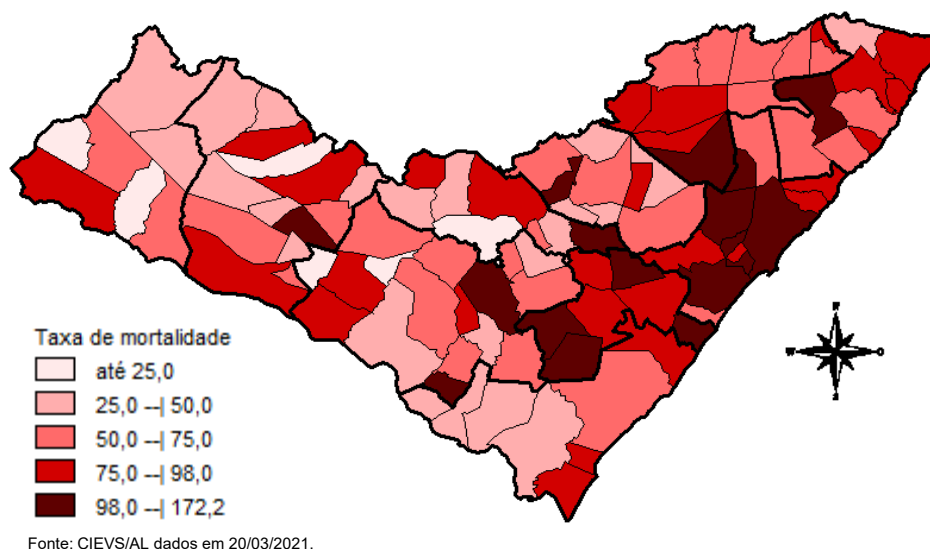 Taxa de mortalidade
até 25,0
25,0 --| 50,0
50,0 --| 75,0
75,0 --| 98,0
98,0 --| 172,2
Fonte: CIEVS/AL dados em 20/03/2021.